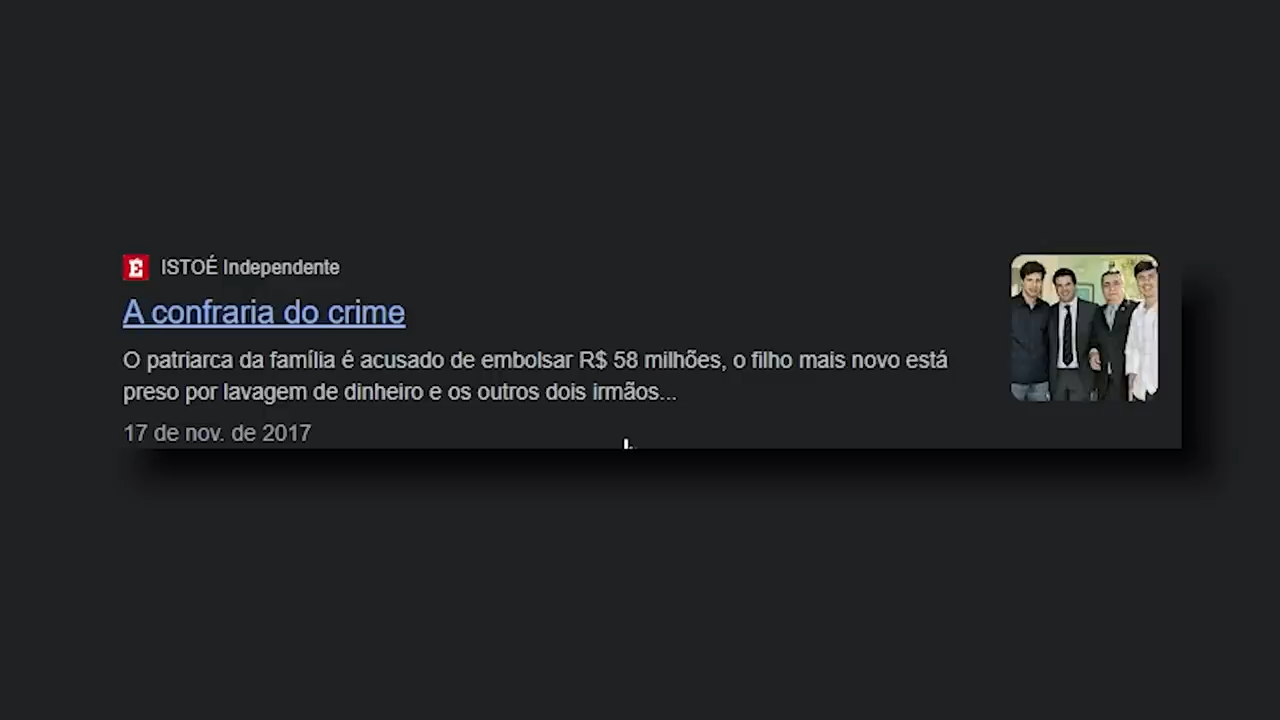 ISTOÉ Independente
A confraria do crime
O patriarca da família é acusado de embolsar R$ 58 milhões, o filho mais novo está
preso por lavagem de dinheiro e os outros dois irmãos...
17 de nov. de 2017